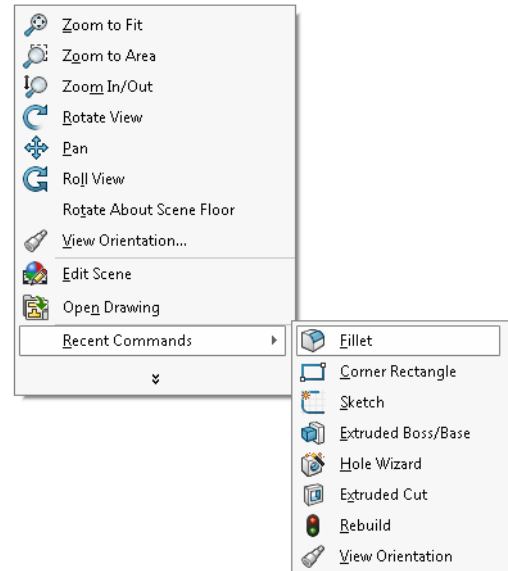 Zoom to Fit
Zoom to Area
Zoom In/Out
Rotate View
Pan
Roll View
Rotate About Scene Floor
View Orientation...
Edit Scene
Open Drawing
Recent Commands
Fillet
Corner Rectangle
Sketch
Extruded Boss/Base
Hole Wizard
Extruded Cut
Rebuild
View Orientation